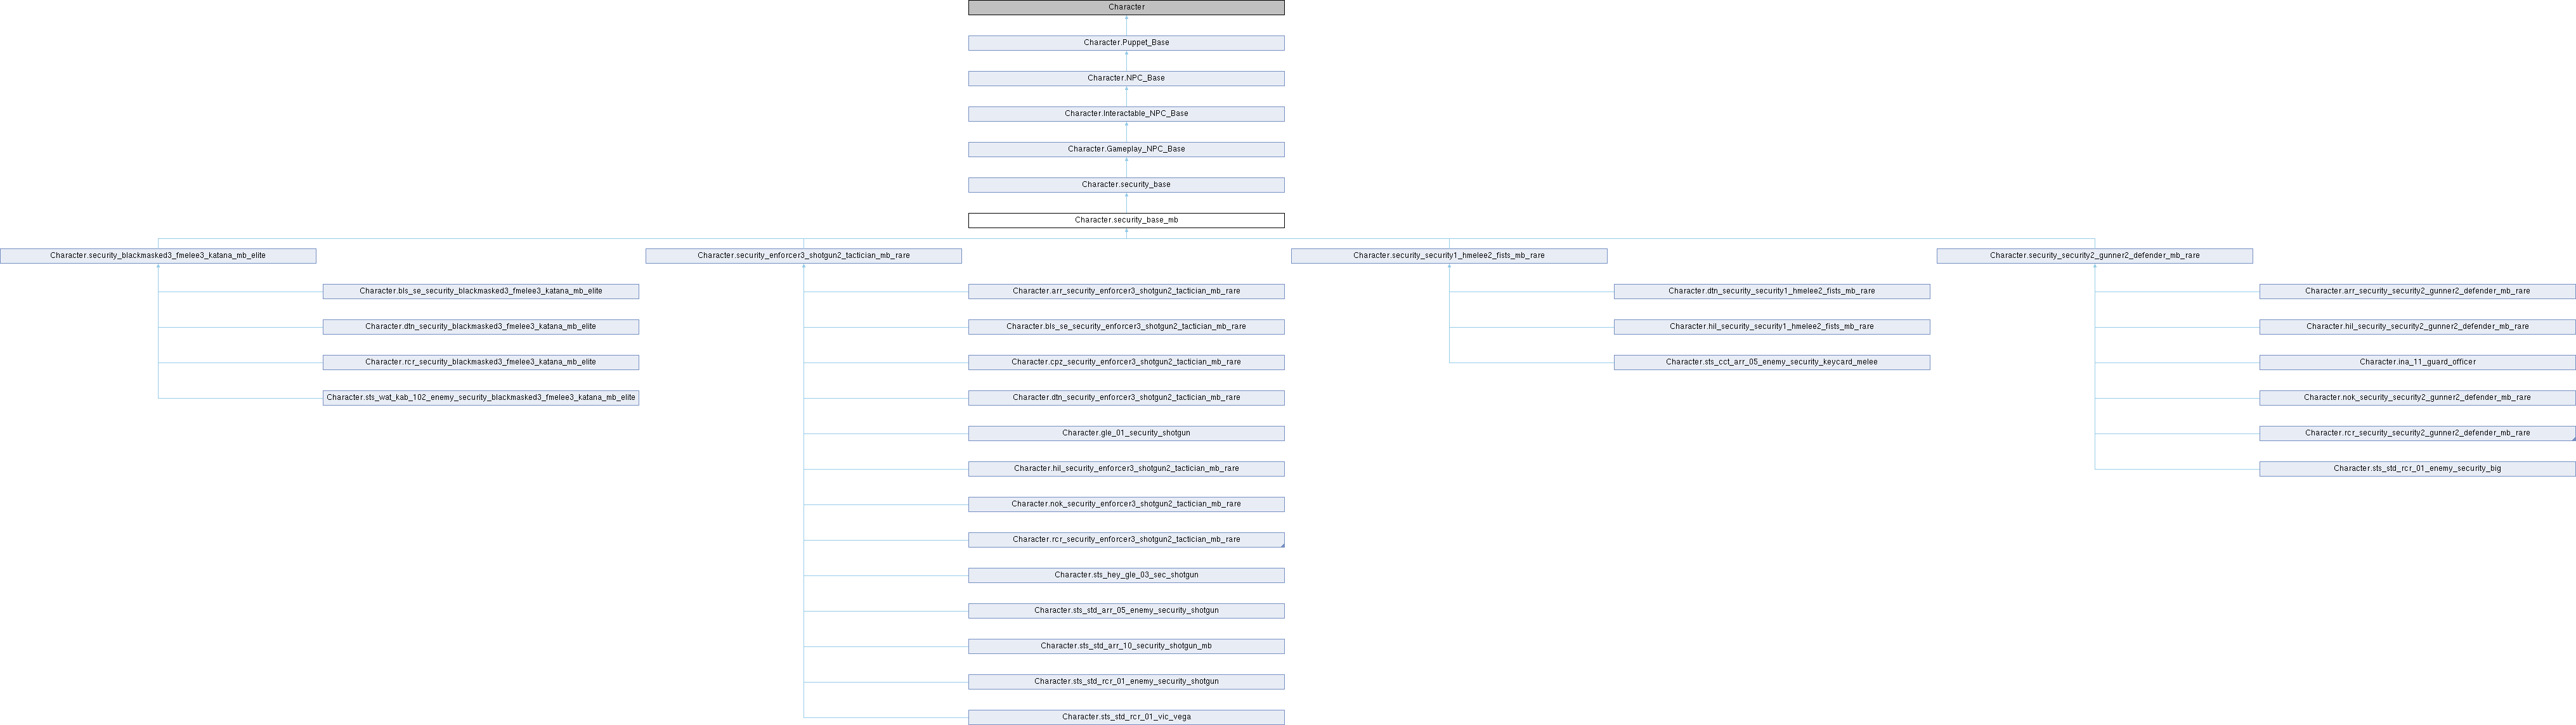 Character
Character.Puppet_Base
Character.NPC_Base
Character.Interactable_NPC_Base
Character.Gameplay_NPC_Base
Character.security_base
Character.security_base_mb
Character.security_blackmasked3_fmelee3_katana_mb_elite
Character.security_enforcer3_shotgun2_tactician_mb_rare
Character.security_security1_hmelee2_fists_mb_rare
Character.security_security2_gunner2_defender_mb_rare
Character.bls_se_security_blackmasked3_fmelee3_katana_mb_elite
Character.dtn_security_blackmasked3_fmelee3_katana_mb_elite
Character.rcr_security_blackmasked3_fmelee3_katana_mb_elite
Character.sts_wat_kab_102_enemy_security_blackmasked3_fmelee3_katana_mb_elite
Character.arr_security_enforcer3_shotgun2_tactician_mb_rare
Character.bls_se_security_enforcer3_shotgun2_tactician_mb_rare
Character.cpz_security_enforcer3_shotgun2_tactician_mb_rare
Character.dtn_security_enforcer3_shotgun2_tactician_mb_rare
Character.gle_01_security_shotgun
Character.hil_security_enforcer3_shotgun2_tactician_mb_rare
Character.nok_security_enforcer3_shotgun2_tactician_mb_rare
Character.rcr_security_enforcer3_shotgun2_tactician_mb_rare
Character.sts_hey_gle_03_sec_shotgun
Character.sts_std_arr_05_enemy_security_shotgun
Character.sts_std_arr_10_security_shotgun_mb
Character.sts_std_rcr_01_enemy_security_shotgun
Character.sts_std_rcr_01_vic_vega
Character.dtn_security_security1_hmelee2_fists_mb_rare
Character.hil_security_security1_hmelee2_fists_mb_rare
Character.sts_cct_arr_05_enemy_security_keycard_melee
Character.arr_security_security2_gunner2_defender_mb_rare
Character.hil_security_security2_gunner2_defender_mb_rare
Character.ina_11_guard_officer
Character.nok_security_security2_gunner2_defender_mb_rare
Character.rcr_security_security2_gunner2_defender_mb_rare
Character.sts_std_rcr_01_enemy_security_big